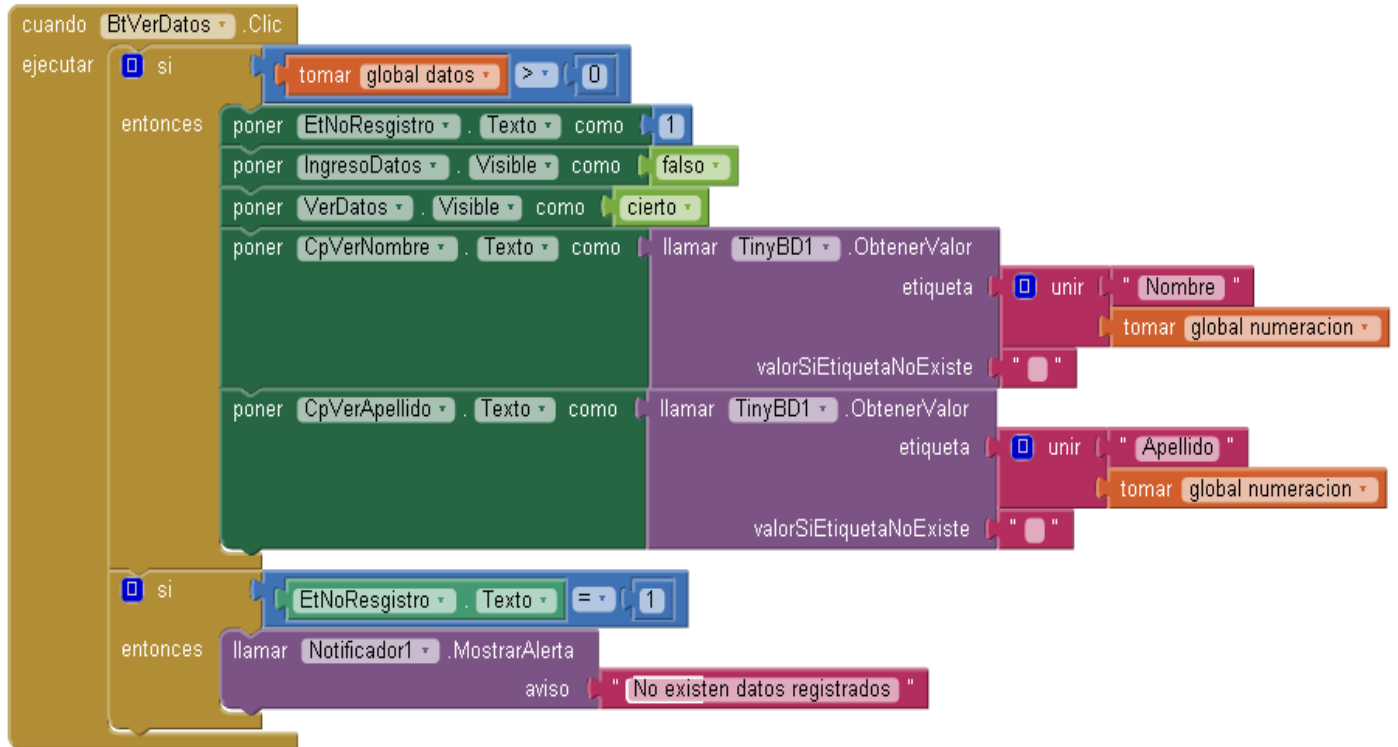 cuando BtVerDatos .Clic
ejecutar si tomar global datos > 0
entonces poner EtNoResgistro . Texto como 1
poner IngresoDatos . Visible como falso
poner VerDatos . Visible como cierto
poner CpVerNombre . Texto como llamar TinyBD1 .ObtenerValor
etiqueta unir " Nombre "
tomar global numeracion
valorSiEtiquetaNoExiste " "
poner CpVerApellido . Texto como llamar TinyBD1 .ObtenerValor
etiqueta unir " Apellido "
tomar global numeracion
valorSiEtiquetaNoExiste " "
si EtNoResgistro . Texto = 1
entonces llamar Notificador1 .MostrarAlerta
aviso " No existen datos registrados "